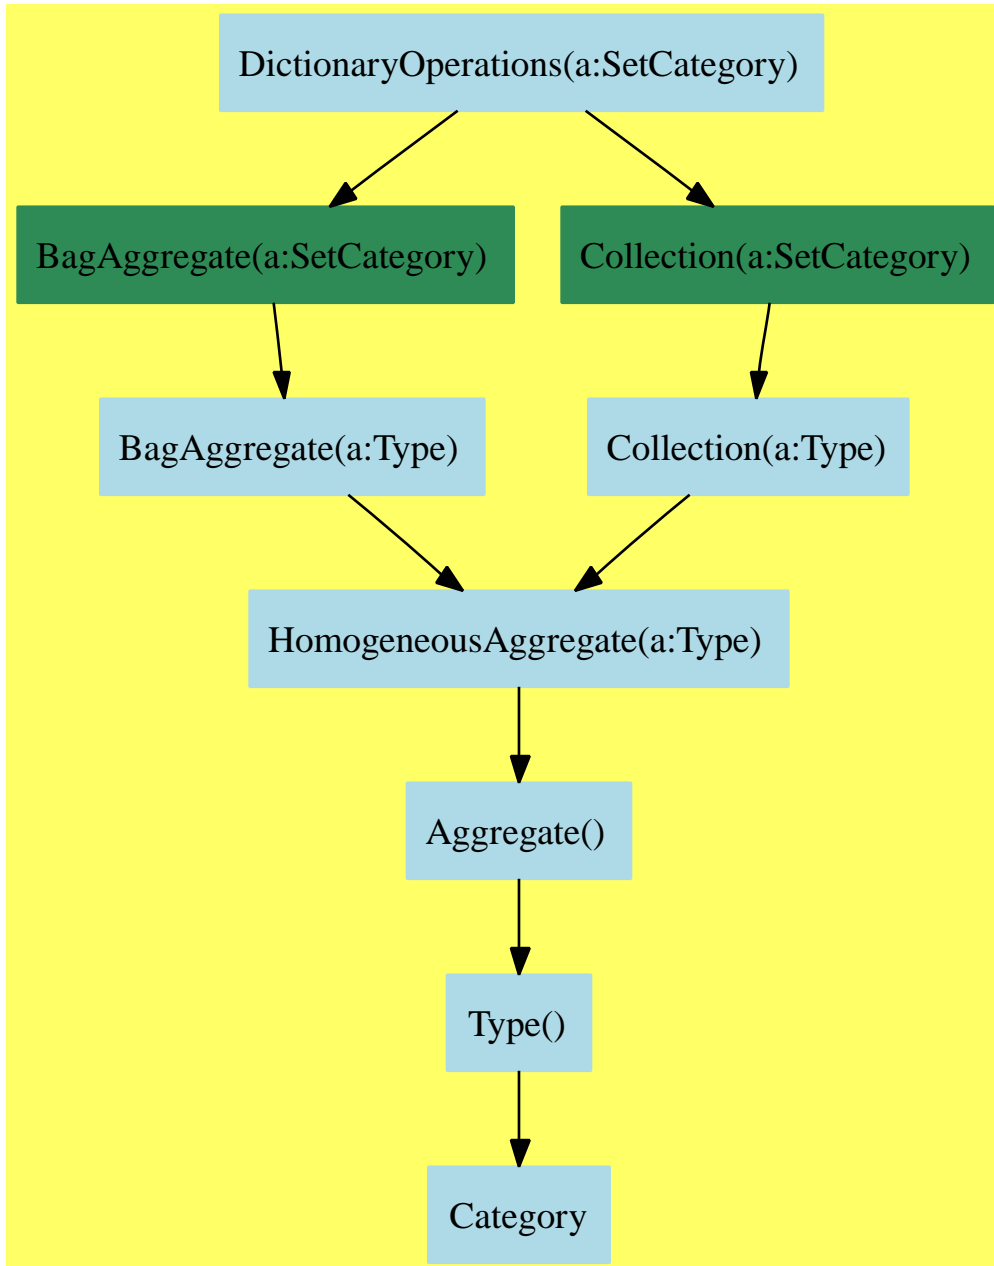 DictionaryOperations(a:SetCategory)
BagAggregate(a:SetCategory)
Collection(a:SetCategory)
BagAggregate(a:Type)
Collection(a:Type)
HomogeneousAggregate(a:Type)
Aggregate()
Type()
Category